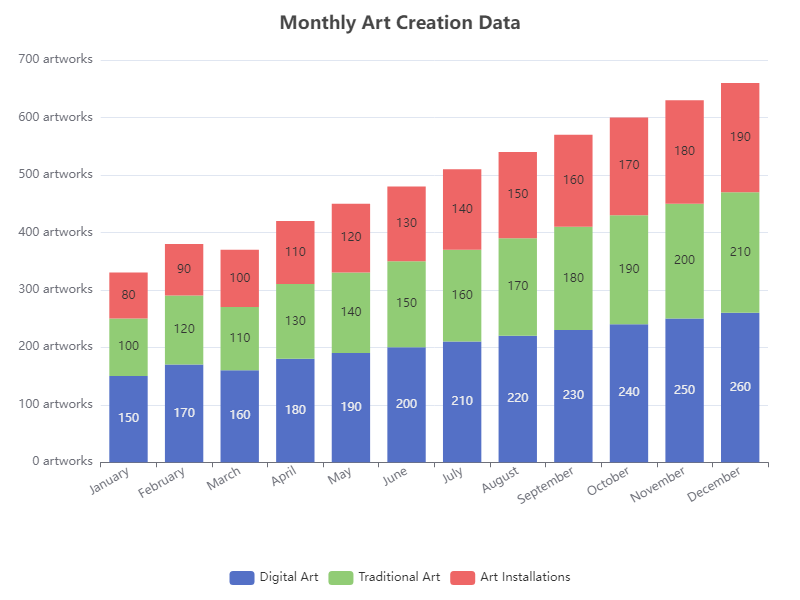 Monthly Art Creation Data
700 artworks
600 artworks
500 artworks
400 artworks
300 artworks
200 artworks
100 artworks
0 artworks
80 90 100 110 120 130 140 150 160 170 180 190
100 120 110 130 140 150 160 170 180 190 200 210
150 170 160 180 190 200 210 220 230 240 250 260
January February March April May June July August September October November December
Digital Art Traditional Art Art Installations